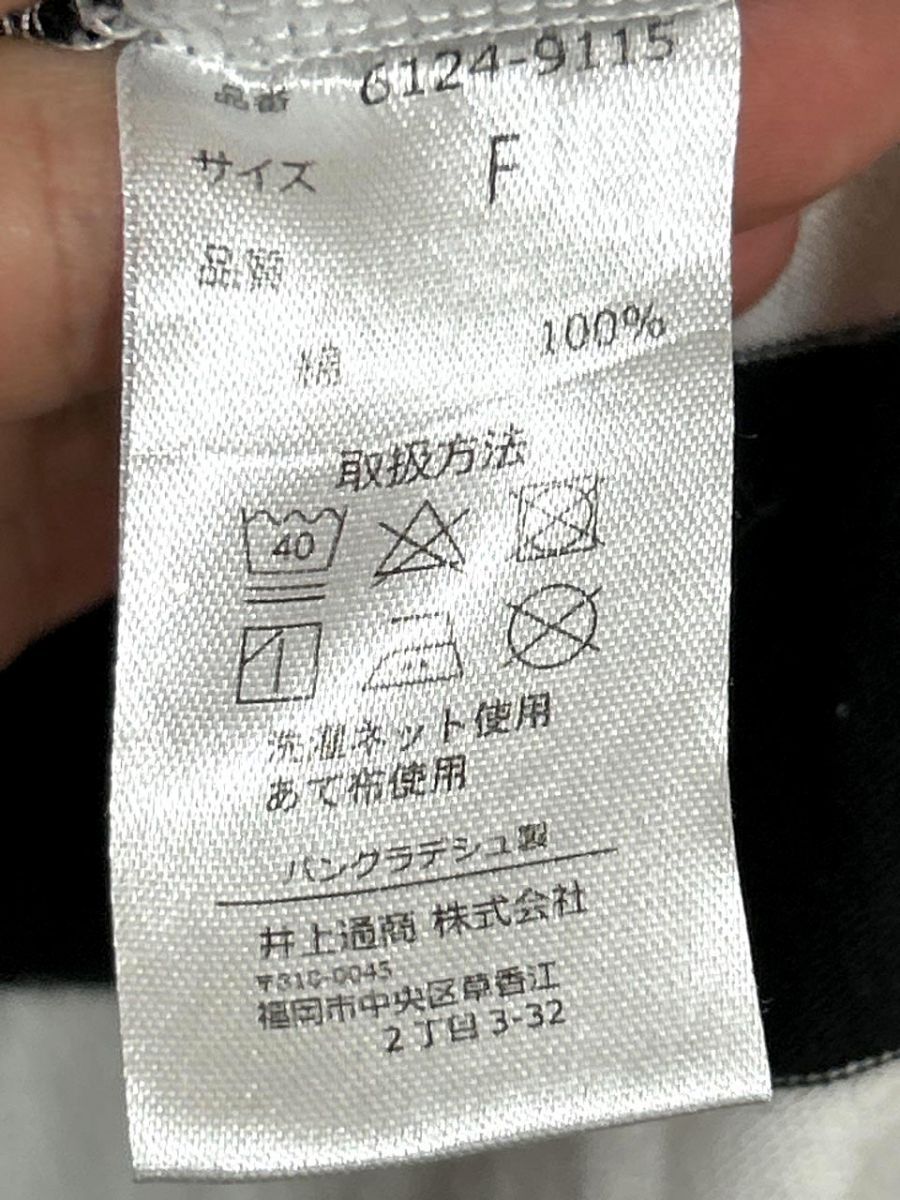 品番 6124-9115
サイズ F
品質
綿 100%
取扱方法
40
洗濯ネット使用
あて布使用
バングラデシュ製
井上通商 株式会社
〒810-0045
福岡市中央区草香江
2丁目3-32